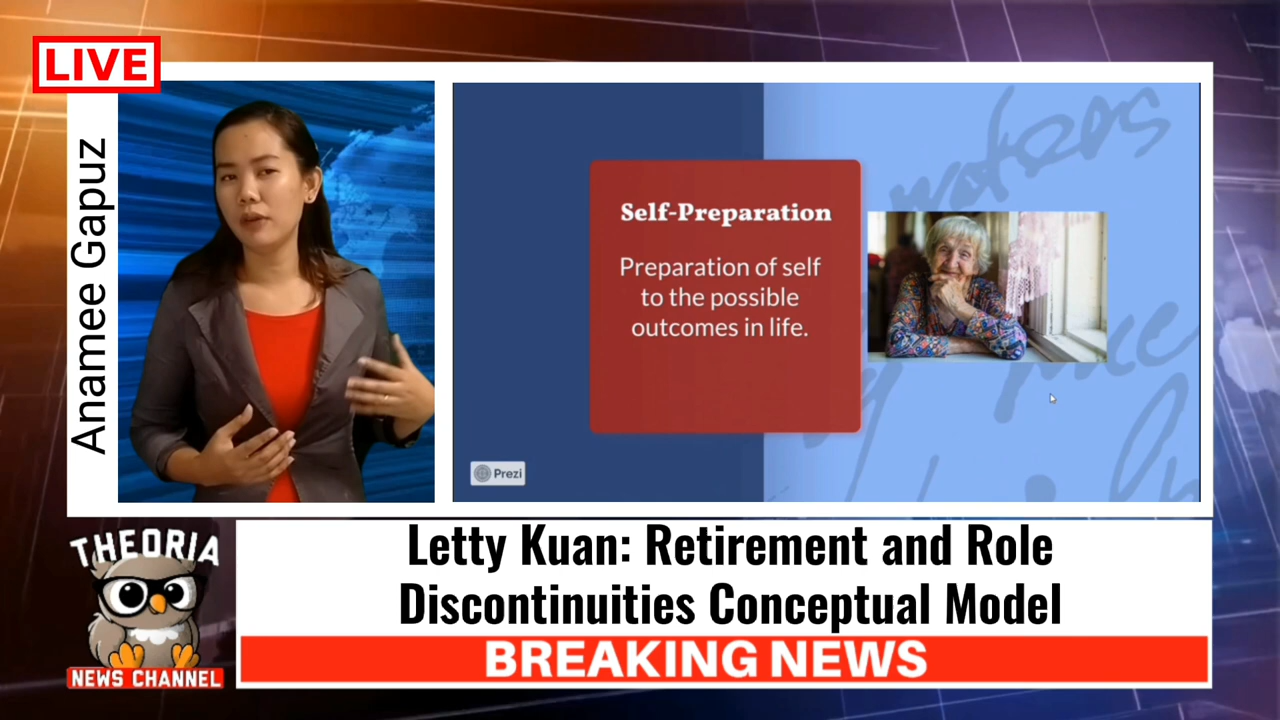 LIVE
Anamee Gapuz
Self-Preparation
Preparation of self
to the possible
outcomes in life.
Prezi
THEORIA
NEWS CHANNEL
Letty Kuan: Retirement and Role
Discontinuities Conceptual Model
BREAKING NEWS